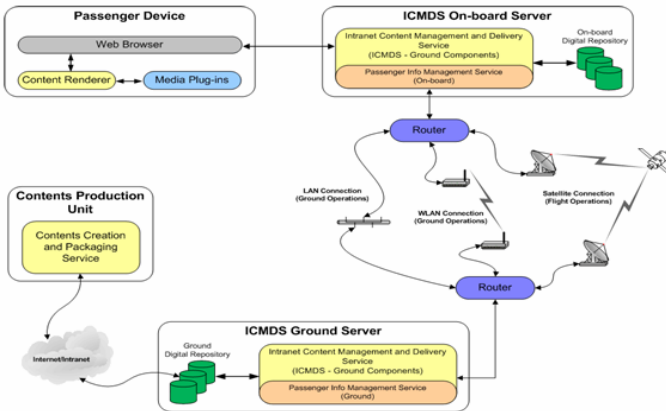 Passenger Device
Web Browser
Content Renderer
Media Plug-ins
ICMDS On-board Server
Intranet Content Management and Delivery
Service
(ICMDS - Ground Components)
Passenger Info Management Service
(On-board)
On-board
Digital Repository
Router
LAN Connection
(Ground Operations)
WLAN Connection
(Ground Operations)
Satellite Connection
(Flight Operations)
Contents Production
Unit
Contents Creation
and Packaging
Service
Router
Internet/Intranet
ICMDS Ground Server
Ground
Digital Repository
Intranet Content Management and Delivery
Service
(ICMDS - Ground Components)
Passenger Info Management Service
(Ground)